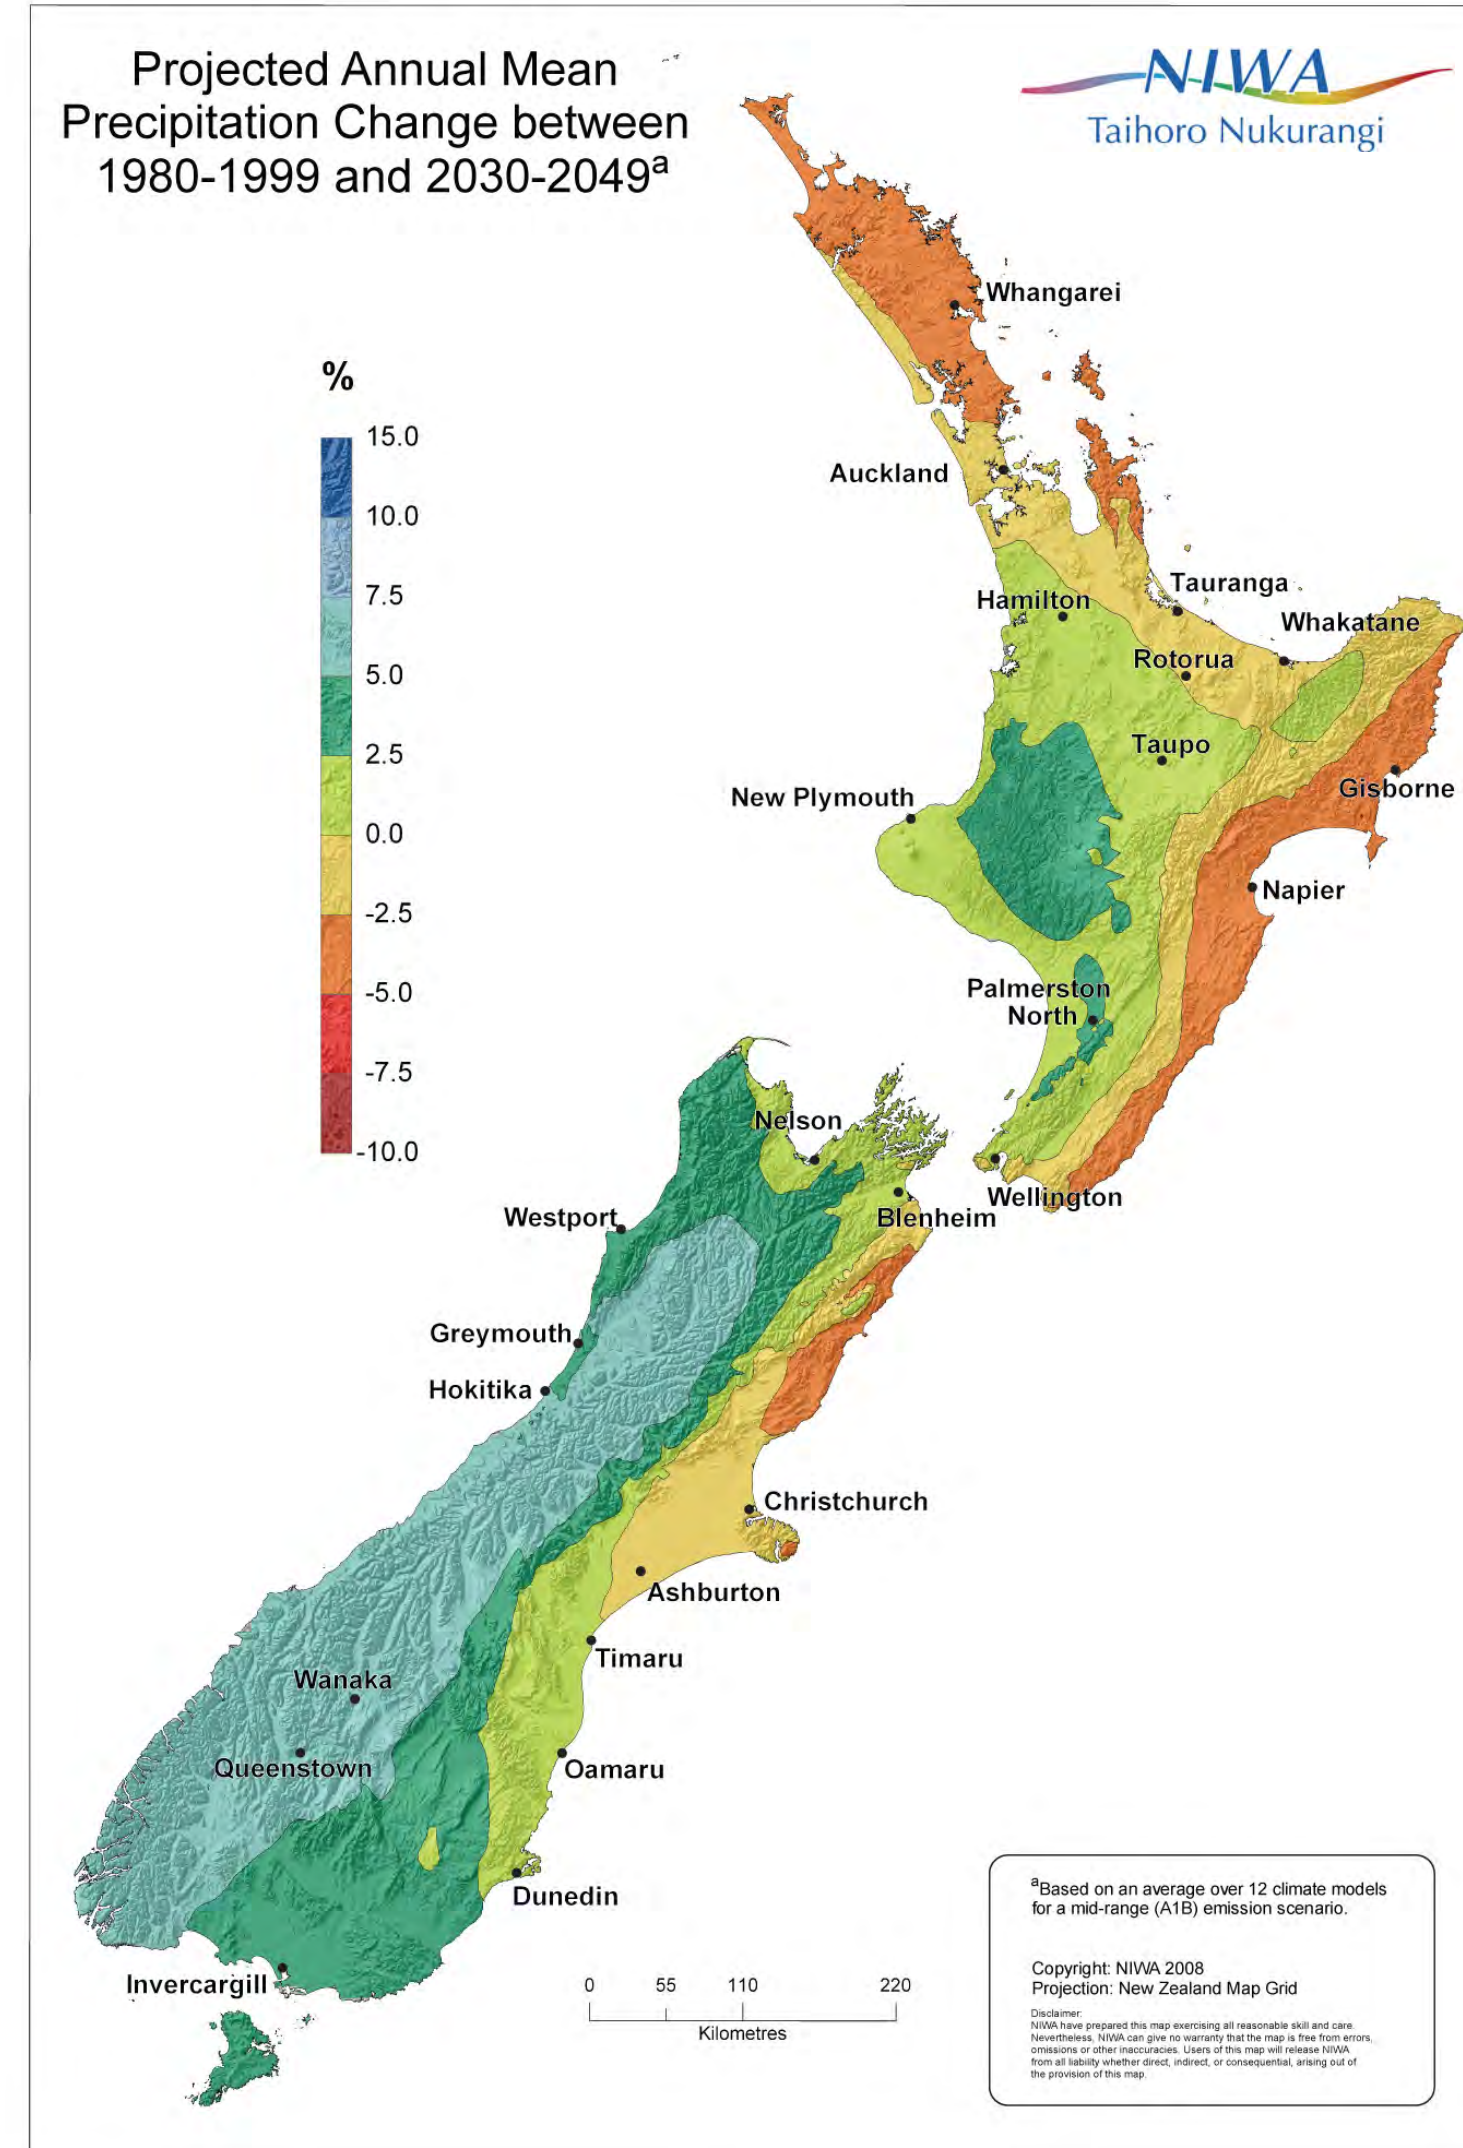 Projected Annual Mean
Precipitation Change between
1980-1999 and 2030-2049ᵃ
NIWA
Taihoro Nukurangi
Whangarei
%
15.0
10.0
7.5
5.0
2.5
0.0
-2.5
-5.0
-7.5
-10.0
Auckland
Tauranga
Hamilton
Whakatane
Rotorua
Taupo
Gisborne
New Plymouth
Napier
Palmerston
North
Nelson
Wellington
Westport
Blenheim
Greymouth
Hokitika
Christchurch
Ashburton
Timaru
Wanaka
Queenstown
Oamaru
Dunedin
Invercargill
0 55 110 220
Kilometres
ᵃBased on an average over 12 climate models
for a mid-range (A1B) emission scenario.
Copyright: NIWA 2008
Projection: New Zealand Map Grid
Disclaimer:
NIWA have prepared this map exercising all reasonable skill and care.
Nevertheless, NIWA can give no warranty that the map is free from errors,
omissions or other inaccuracies. Users of this map will release NIWA
from all liability whether direct, indirect, or consequential, arising out of
the provision of this map.